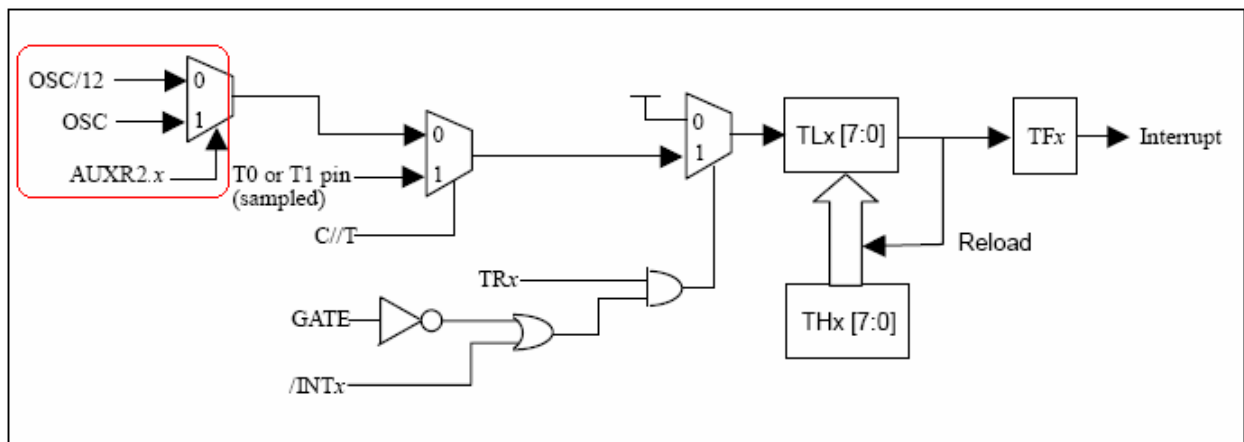 OSC/12
0
OSC
1
AUXR2.x
T0 or T1 pin
(sampled)
0
1
C//T
0
1
TLx [7:0]
TFx
Interrupt
Reload
TRx
GATE
THx [7:0]
/INTx